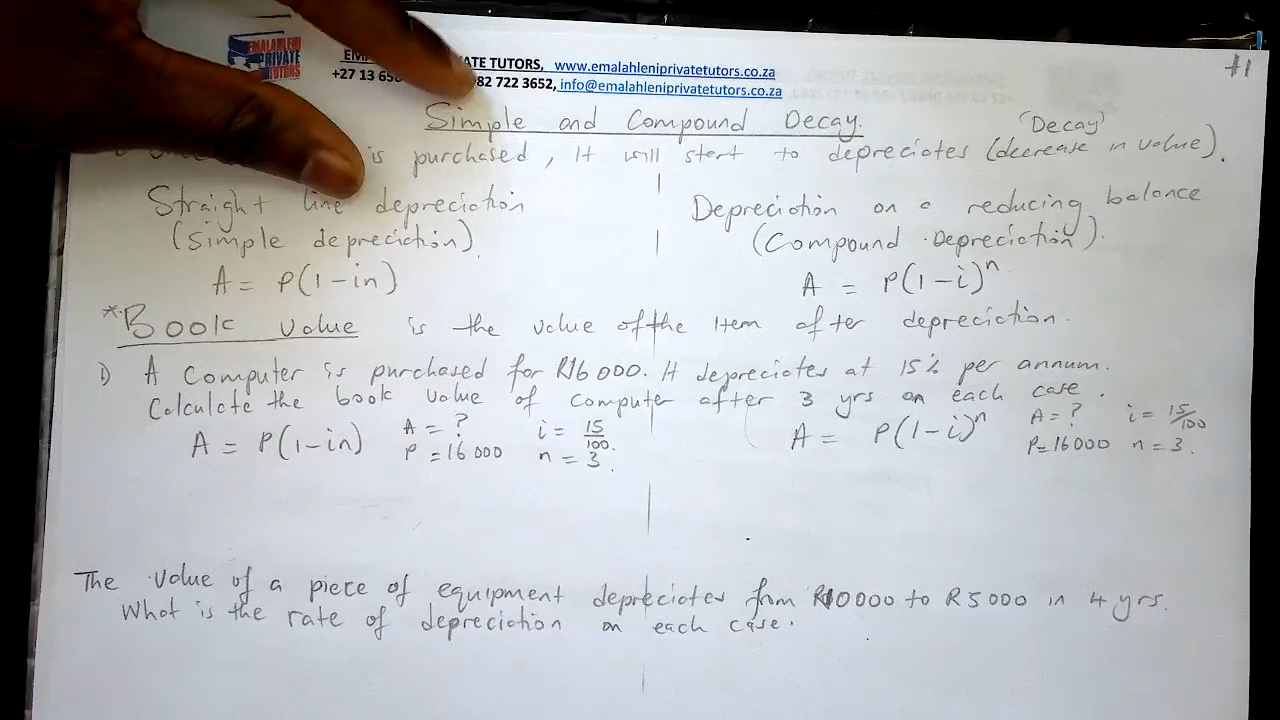 EMALAHLENI
PRIVATE
TUTORS
ATE TUTORS, www.emalahleniprivatetutors.co.za
+27 13 82 722 3652, info@emalahleniprivatetutors.co.za
#1
Simple and Compound Decay.
(Decay)
is purchased, It will start to depreciates (decrease in value).
Straight line depreciation
(Simple depreciation)
A = P(1-in)
Depreciation on a reducing balance
(Compound Depreciation).
A = P(1-i)^n
*Book value is the value of the item after depreciation.
1) A Computer is purchased for R16 000. It depreciates at 15% per annum.
Calculate the book value of computer after 3 yrs on each case.
A = P(1-in)
A = ? i = 15/100
P = 16 000 n = 3.
A = P(1-i)^n
A = ? i = 15/100
P = 16000 n = 3.
The value of a piece of equipment depreciates from R10000 to R5000 in 4 yrs.
What is the rate of depreciation on each case.